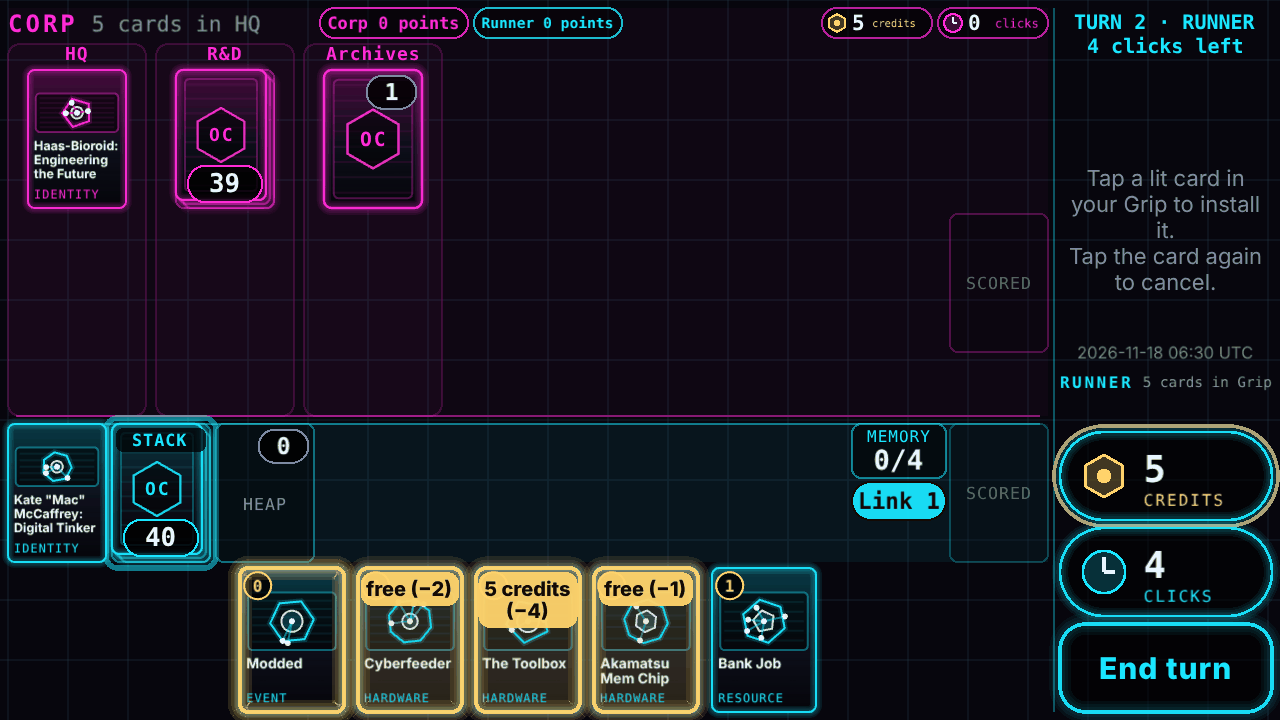 CORP 5 cards in HQ
Corp 0 points
Runner 0 points
5 credits
0 clicks
TURN 2 · RUNNER
4 clicks left
HQ
R&D
Archives
Haas-Bioroid:
Engineering
the Future
IDENTITY
OC
39
1
OC
SCORED
Tap a lit card in
your Grip to install
it.
Tap the card again
to cancel.
2026-11-18 06:30 UTC
RUNNER 5 cards in Grip
Kate "Mac"
McCaffrey:
Digital Tinker
IDENTITY
STACK
OC
40
0
HEAP
MEMORY
0/4
Link 1
SCORED
5
CREDITS
4
CLICKS
End turn
0
Modded
EVENT
free (−2)
Cyberfeeder
HARDWARE
5 credits
(−4)
The Toolbox
HARDWARE
free (−1)
Akamatsu
Mem Chip
HARDWARE
1
Bank Job
RESOURCE